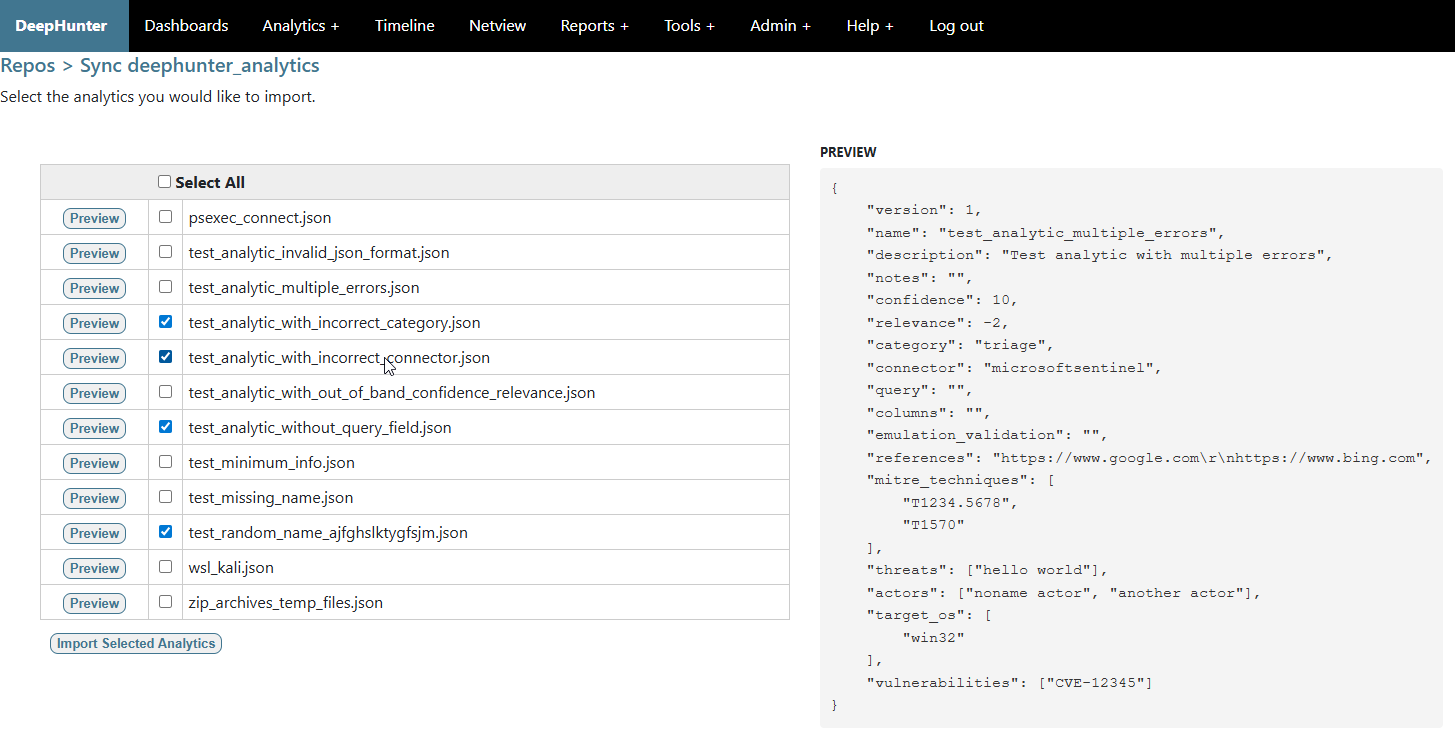 DeepHunter Dashboards Analytics + Timeline Netview Reports + Tools + Admin + Help + Log out
Repos > Sync deephunter_analytics
Select the analytics you would like to import.
Select All
Preview psexec_connect.json
Preview test_analytic_invalid_json_format.json
Preview test_analytic_multiple_errors.json
Preview test_analytic_with_incorrect_category.json
Preview test_analytic_with_incorrect_connector.json
Preview test_analytic_with_out_of_band_confidence_relevance.json
Preview test_analytic_without_query_field.json
Preview test_minimum_info.json
Preview test_missing_name.json
Preview test_random_name_ajfghslktygfsjm.json
Preview wsl_kali.json
Preview zip_archives_temp_files.json
Import Selected Analytics
PREVIEW
{
    "version": 1,
    "name": "test_analytic_multiple_errors",
    "description": "Test analytic with multiple errors",
    "notes": "",
    "confidence": 10,
    "relevance": -2,
    "category": "triage",
    "connector": "microsoftsentinel",
    "query": "",
    "columns": "",
    "emulation_validation": "",
    "references": "https://www.google.com\r\nhttps://www.bing.com",
    "mitre_techniques": [
        "T1234.5678",
        "T1570"
    ],
    "threats": ["hello world"],
    "actors": ["noname actor", "another actor"],
    "target_os": [
        "win32"
    ],
    "vulnerabilities": ["CVE-12345"]
}